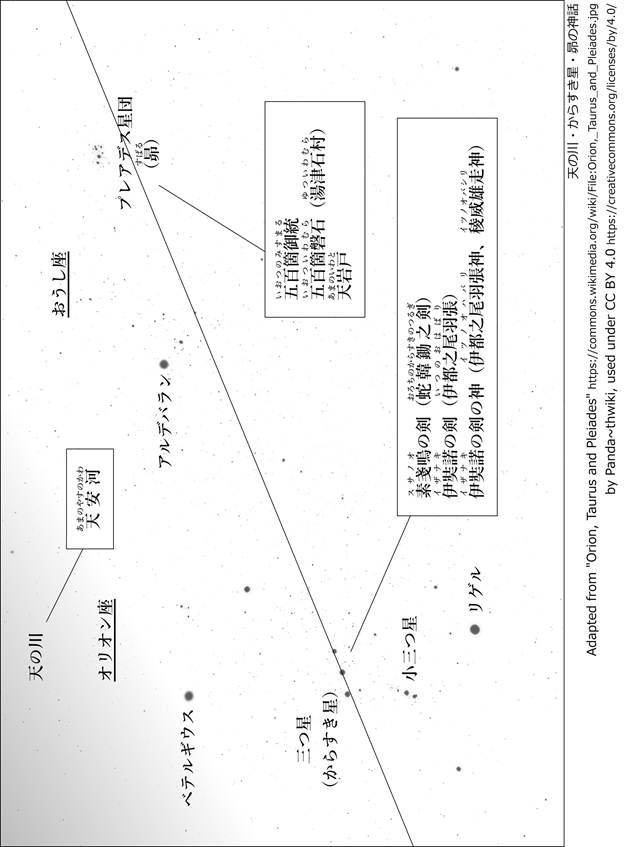 天の川
おうし座
あまのやすのかわ
天安河
オリオン座
プレアデス星団
すばる
(昴)
アルデバラン
ベテルギウス
いおつのみすまる
五百箇御統
いおついわむら ゆついわむら
五百箇磐石 (湯津石村)
あまのいわと
天岩戸
三つ星
(からすき星)
小三つ星
スサノオ おろちのからすきのつるぎ
素戔嗚の剣 (蛇韓鋤之剣)
イザナキ いつのおはばり
伊奘諾の剣 (伊都之尾羽張)
イザナキ イツノオハバリ イツノオバシリ
伊奘諾の剣の神 (伊都之尾羽張神、稜威雄走神)
リゲル
天の川・からすき星・昴の神話
Adapted from "Orion, Taurus and Pleiades" https://commons.wikimedia.org/wiki/File:Orion,_Taurus_and_Pleiades.jpg
by Panda~thwiki, used under CC BY 4.0 https://creativecommons.org/licenses/by/4.0/